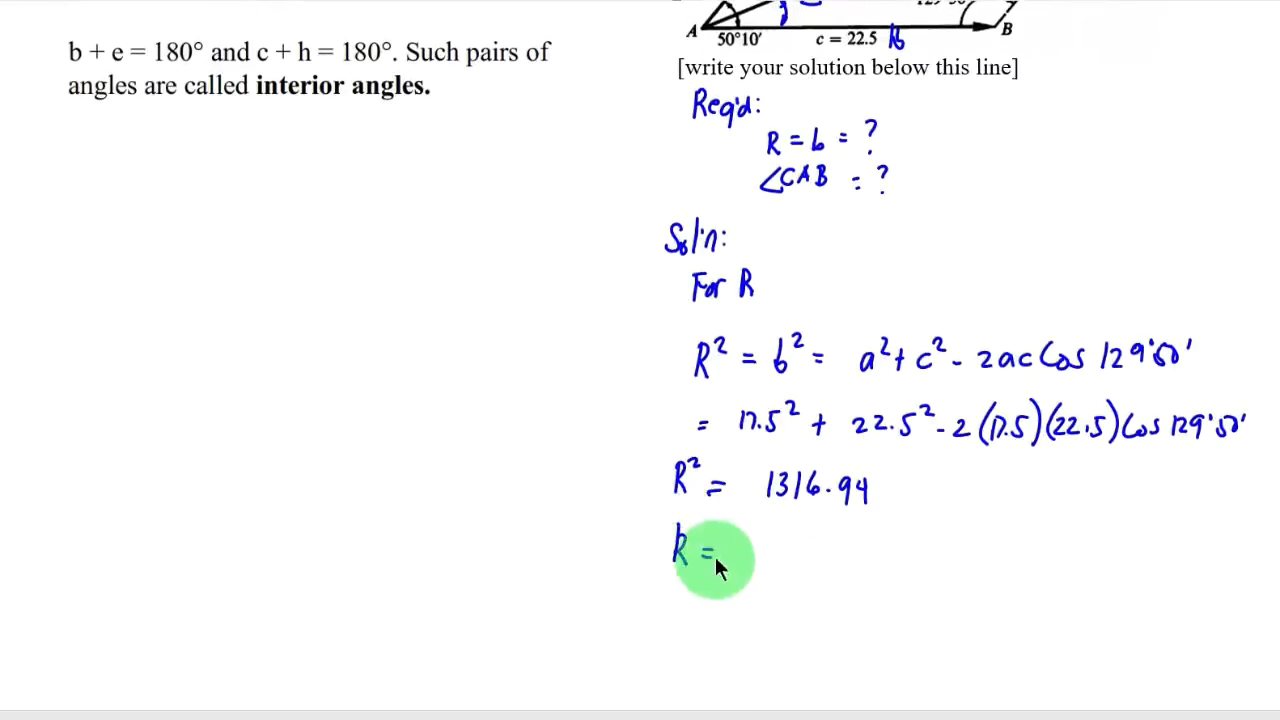 A
50°10'
c = 22.5 lb
B
b + e = 180° and c + h = 180°. Such pairs of
angles are called interior angles.
[write your solution below this line]
Req'd:
R = b = ?
∠CAB = ?
Sol'n:
For R
R² = b² = a² + c² - 2ac Cos 129°50'
= 17.5² + 22.5² - 2 (17.5)(22.5) Cos 129°50'
R² = 1316.94
R =